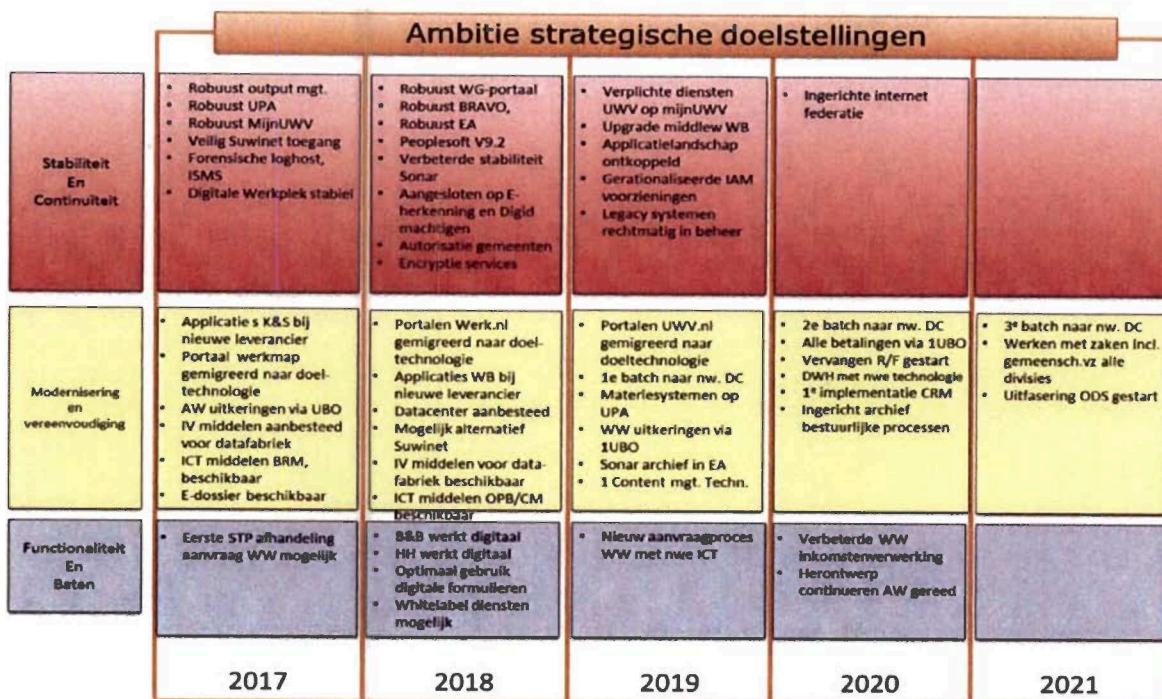 Ambitie strategische doelstellingen
Stabiliteit
En
Continuïteit
• Robuust output mgt.
• Robuust UPA
• Robuust MijnUWV
• Veilig Suwinet toegang
• Forensische loghost,
ISMS
• Digitale Werkplek stabiel
• Robuust WG-portaal
• Robuust BRAVO,
• Robuust EA
• Peoplesoft V9.2
• Verbeterde stabiliteit
Sonar
• Aangesloten op E-
herkenning en Digid
machtigen
• Autorisatie gemeenten
• Encryptie services
• Verplichte diensten
UWV op mijnUWV
• Upgrade middlew WB
• Applicatielandschap
ontkoppeld
• Gerationaliseerde IAM
voorzieningen
• Legacy systemen
rechtmatig in beheer
• Ingerichte internet
federatie
Modernisering
en
vereenvoudiging
• Applicatie s K&S bij
nieuwe leverancier
• Portaal werkmap
gemigreerd naar doel-
technologie
• AW uitkeringen via UBO
• IV middelen aanbesteed
voor datafabriek
• ICT middelen BRM,
beschikbaar
• E-dossier beschikbaar
• Portalen Werk.nl
gemigreerd naar doel-
technologie
• Applicaties WB bij
nieuwe leverancier
• Datacenter aanbesteed
• Mogelijk alternatief
Suwinet
• IV middelen voor data-
fabriek beschikbaar
• ICT middelen OPB/CM
beschikbaar
• Portalen UWV.nl
gemigreerd naar
doeltechnologie
• 1e batch naar nw. DC
• Materiesystemen op
UPA
• WW uitkeringen via
1UBO
• Sonar archief in EA
• 1 Content mgt. Techn.
• 2e batch naar nw. DC
• Alle betalingen via 1UBO
• Vervangen R/F gestart
• DWH met nwe technologie
• 1e implementatie CRM
• Ingericht archief
bestuurlijke processen
• 3e batch naar nw. DC
• Werken met zaken incl.
gemeensch.vz alle
divisies
• Uitfasering ODS gestart
Functionaliteit
En
Baten
• Eerste STP afhandeling
aanvraag WW mogelijk
• B&B werkt digitaal
• HH werkt digitaal
• Optimaal gebruik
digitale formulieren
• Whitelabel diensten
mogelijk
• Nieuw aanvraagproces
WW met nwe ICT
• Verbeterde WW
inkomstenverwerking
• Herontwerp
continueren AW gereed
2017
2018
2019
2020
2021